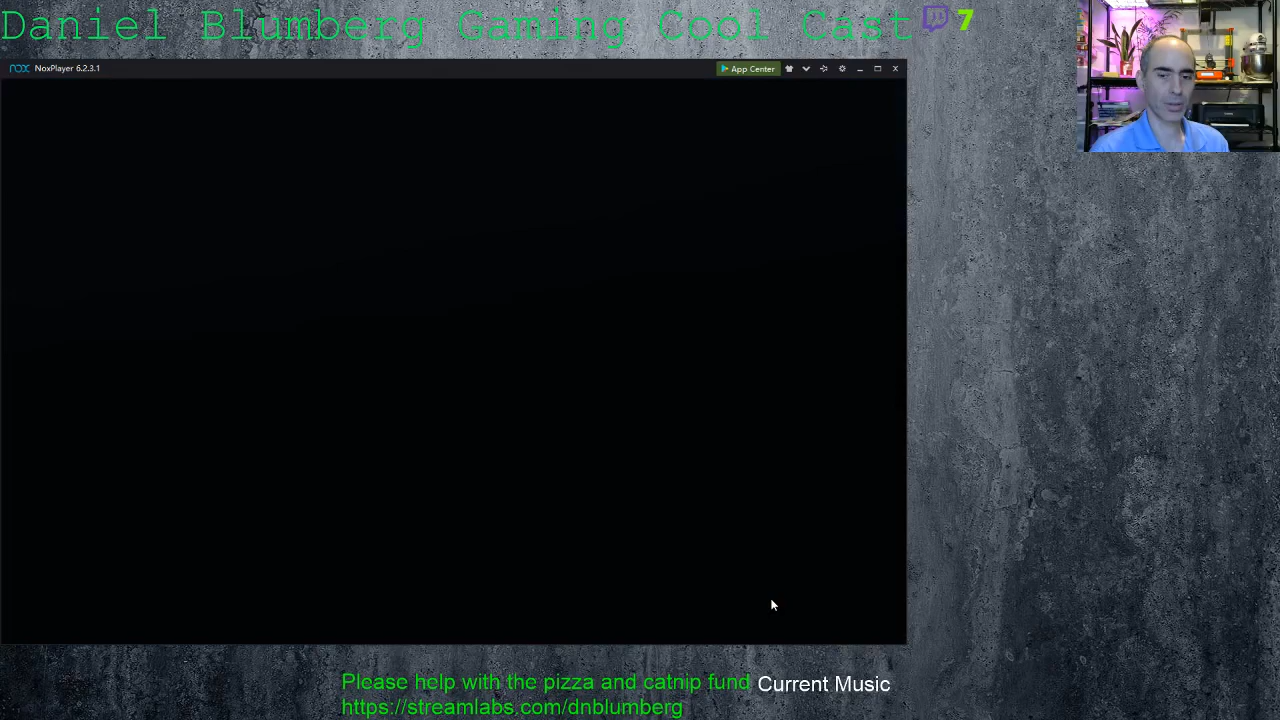 Daniel Blumberg Gaming Cool Cast 7
nox NoxPlayer 6.2.3.1 App Center
Please help with the pizza and catnip fund Current Music
https://streamlabs.com/dnblumberg